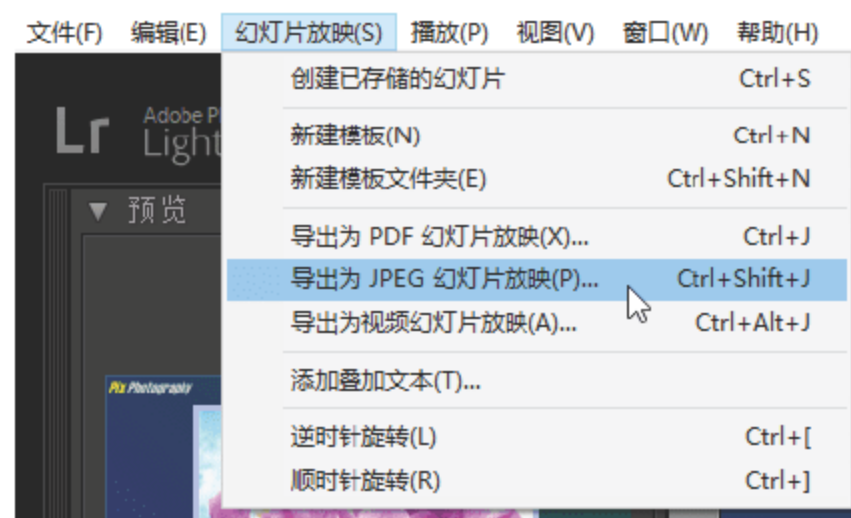 文件(F) 编辑(E) 幻灯片放映(S) 播放(P) 视图(V) 窗口(W) 帮助(H)
创建已存储的幻灯片 Ctrl+S
Lr
Adobe P
Light
新建模板(N) Ctrl+N
新建模板文件夹(E) Ctrl+Shift+N
▼ 预览
导出为 PDF 幻灯片放映(X)... Ctrl+J
导出为 JPEG 幻灯片放映(P)... Ctrl+Shift+J
导出为视频幻灯片放映(A)... Ctrl+Alt+J
添加叠加文本(T)...
Pix Photography
逆时针旋转(L) Ctrl+[
顺时针旋转(R) Ctrl+]